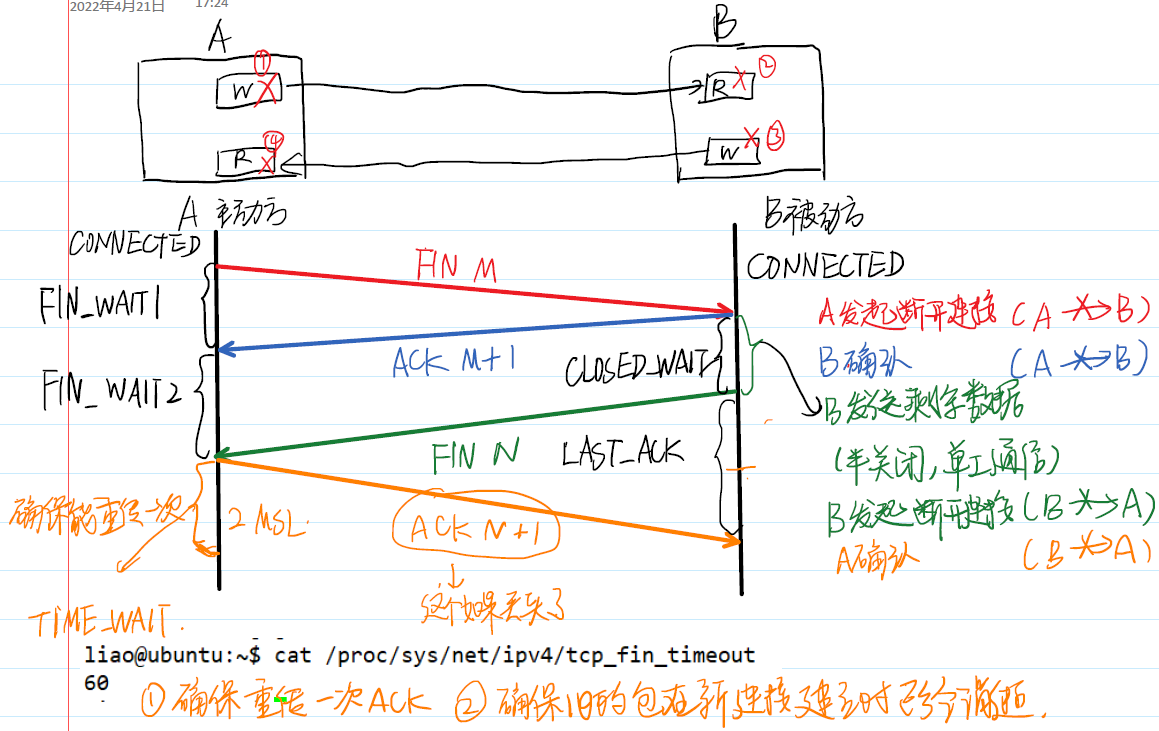 2022年4月21日 17:24
A B
① ②
W R
④ ③
R W
A 主动方 B被动方
CONNECTED
CONNECTED
FIN M
FIN_WAIT1
A发起断开连接 (A → B)
ACK M+1
B确认 (A → B)
CLOSED_WAIT
FIN_WAIT2
B发送剩余数据
FIN N
LAST_ACK
(半关闭,单工通信)
B发起断开连接 (B → A)
确保能重传一次
2MSL
ACK N+1
A确认 (B → A)
这个如果丢失了
TIME_WAIT.
liao@ubuntu:~$ cat /proc/sys/net/ipv4/tcp_fin_timeout
60
①确保重传一次ACK ②确保旧的包在新连接建立时已经消逝.